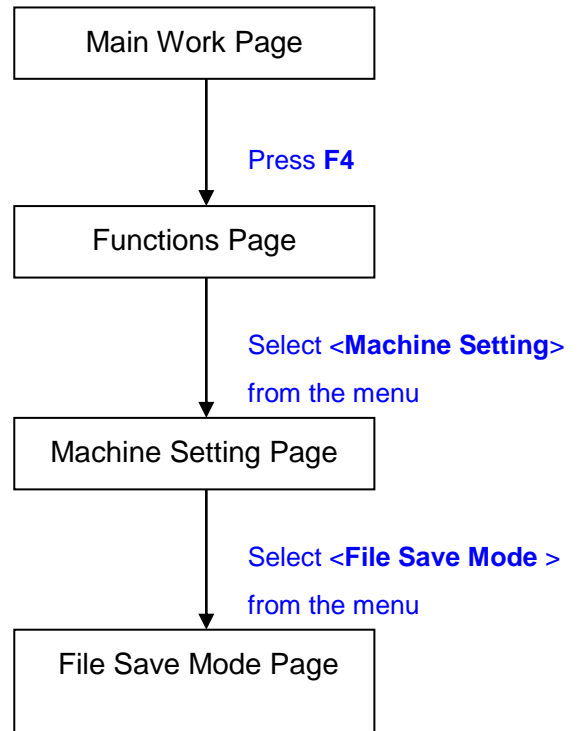 Main Work Page
Press F4
Functions Page
Select <Machine Setting>
from the menu
Machine Setting Page
Select <File Save Mode >
from the menu
File Save Mode Page